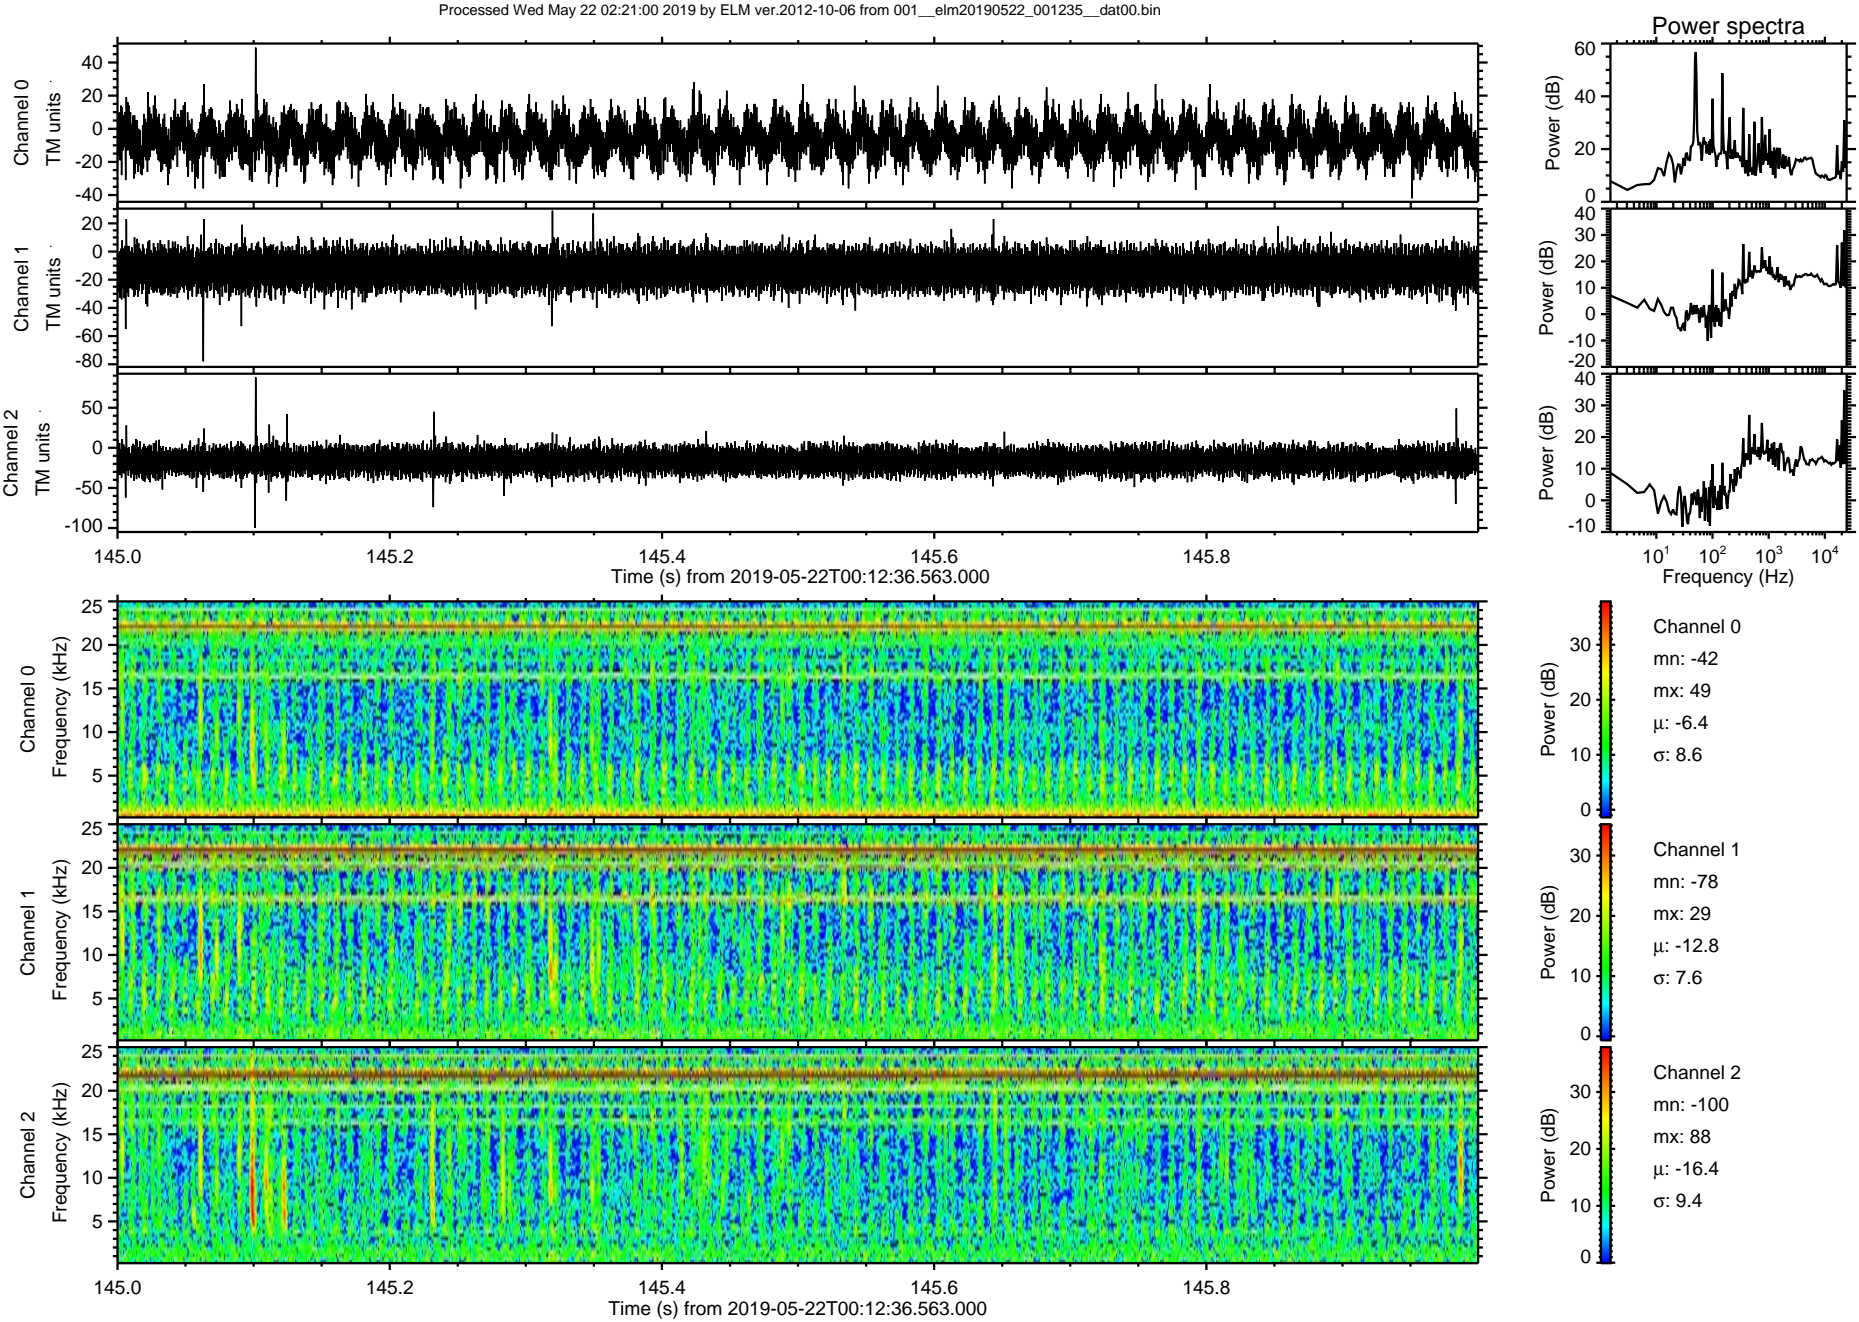 Processed Wed May 22 02:21:00 2019 by ELM ver.2012-10-06 from 001__elm20190522_001235__dat00.bin
Power spectra
Channel 0
TM units
40
20
0
-20
-40
Power (dB)
60
40
20
0
Channel 1
TM units
20
0
-20
-40
-60
-80
Power (dB)
40
30
20
10
0
-10
-20
Channel 2
TM units
50
0
-50
-100
Power (dB)
40
30
20
10
0
-10
145.0 145.2 145.4 145.6 145.8
Time (s) from 2019-05-22T00:12:36.563.000
10^1 10^2 10^3 10^4
Frequency (Hz)
Channel 0
Frequency (kHz)
25
20
15
10
5
Power (dB)
30
20
10
0
Channel 0
mn: -42
mx: 49
μ: -6.4
σ: 8.6
Channel 1
Frequency (kHz)
25
20
15
10
5
Power (dB)
30
20
10
0
Channel 1
mn: -78
mx: 29
μ: -12.8
σ: 7.6
Channel 2
Frequency (kHz)
25
20
15
10
5
Power (dB)
30
20
10
0
Channel 2
mn: -100
mx: 88
μ: -16.4
σ: 9.4
145.0 145.2 145.4 145.6 145.8
Time (s) from 2019-05-22T00:12:36.563.000